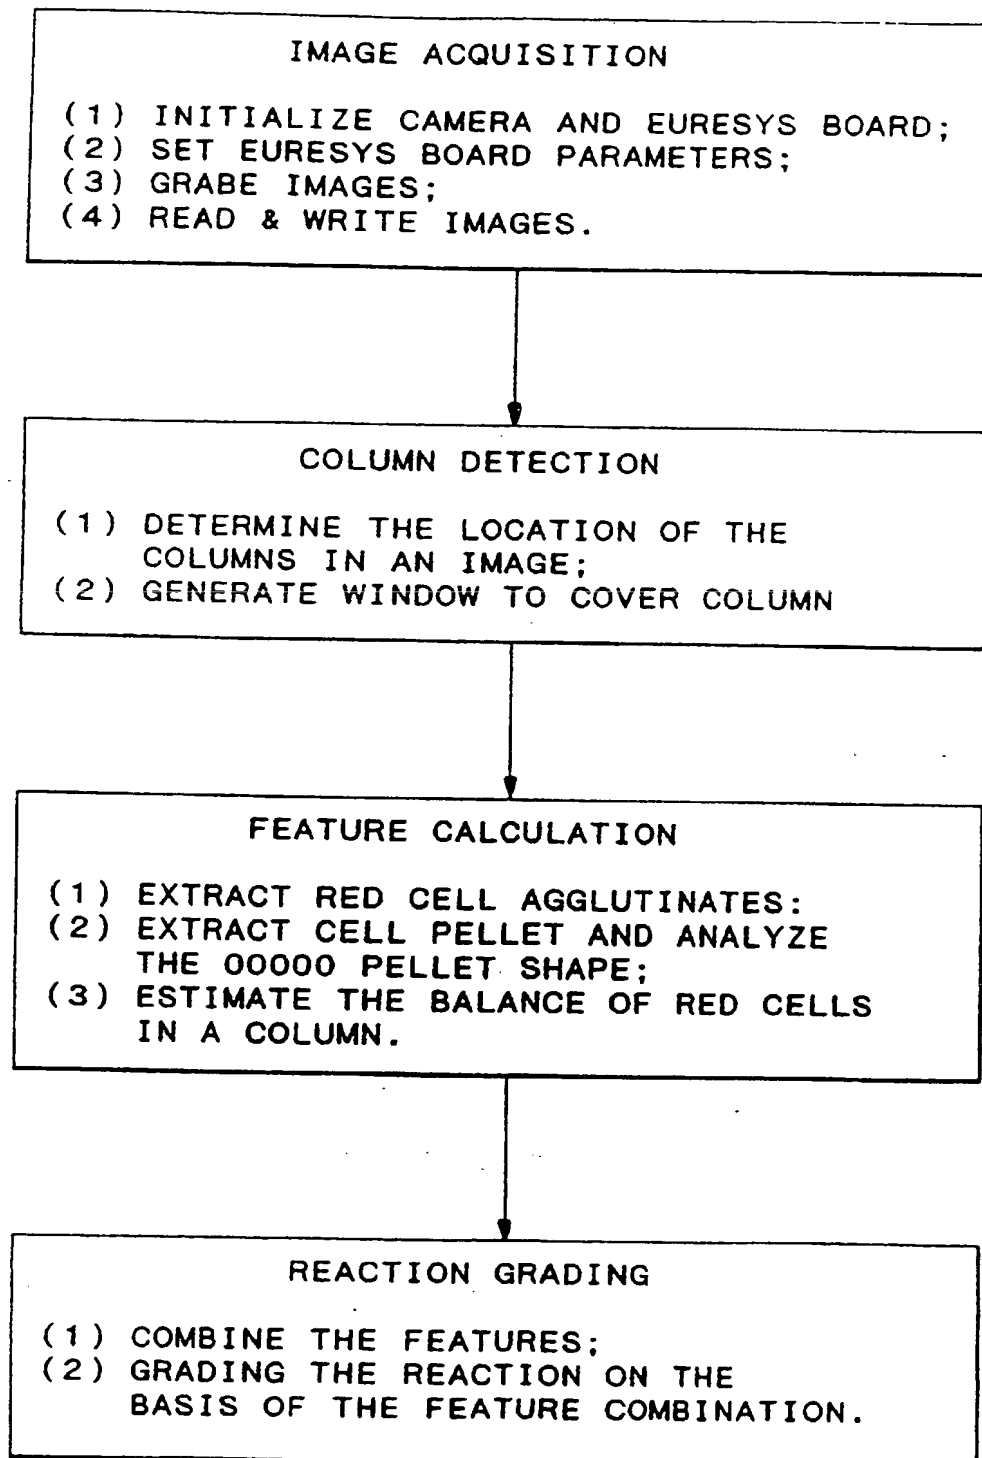 IMAGE ACQUISITION
(1) INITIALIZE CAMERA AND EURESYS BOARD;
(2) SET EURESYS BOARD PARAMETERS;
(3) GRABE IMAGES;
(4) READ & WRITE IMAGES.
COLUMN DETECTION
(1) DETERMINE THE LOCATION OF THE
COLUMNS IN AN IMAGE;
(2) GENERATE WINDOW TO COVER COLUMN
FEATURE CALCULATION
(1) EXTRACT RED CELL AGGLUTINATES:
(2) EXTRACT CELL PELLET AND ANALYZE
THE 00000 PELLET SHAPE;
(3) ESTIMATE THE BALANCE OF RED CELLS
IN A COLUMN.
REACTION GRADING
(1) COMBINE THE FEATURES;
(2) GRADING THE REACTION ON THE
BASIS OF THE FEATURE COMBINATION.